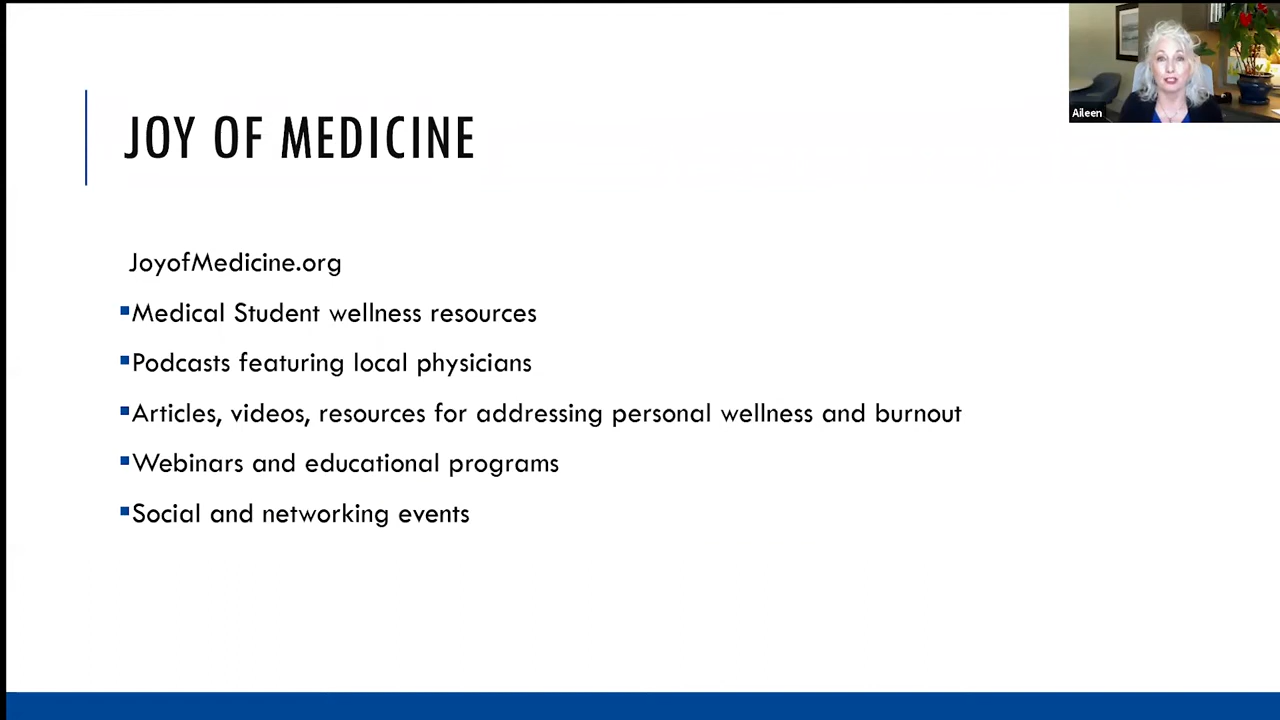 JOY OF MEDICINE
Aileen
JoyofMedicine.org
▪Medical Student wellness resources
▪Podcasts featuring local physicians
▪Articles, videos, resources for addressing personal wellness and burnout
▪Webinars and educational programs
▪Social and networking events